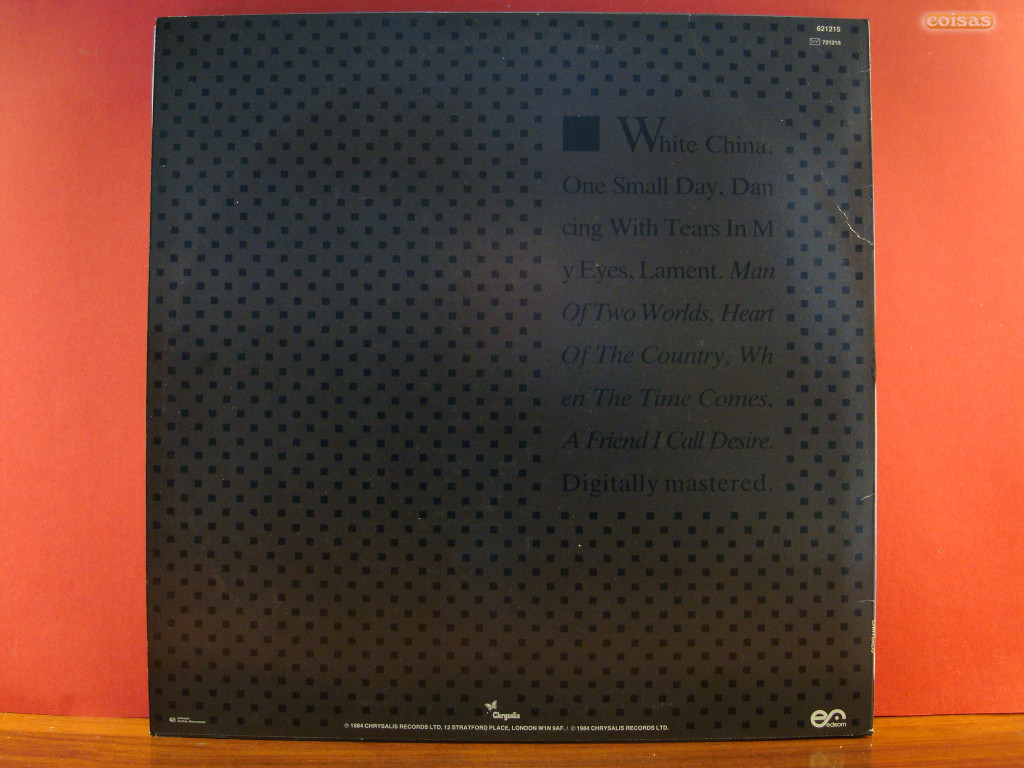 coisas
621215
721215
White China,
One Small Day, Dan
cing With Tears In M
y Eyes, Lament. Man
Of Two Worlds, Heart
Of The Country, Wh
en The Time Comes,
A Friend I Call Desire.
Digitally mastered.
Chrysalis
℗ 1984 CHRYSALIS RECORDS LTD, 12 STRATFORD PLACE, LONDON W1N 9AF. / © 1984 CHRYSALIS RECORDS LTD.
edisom